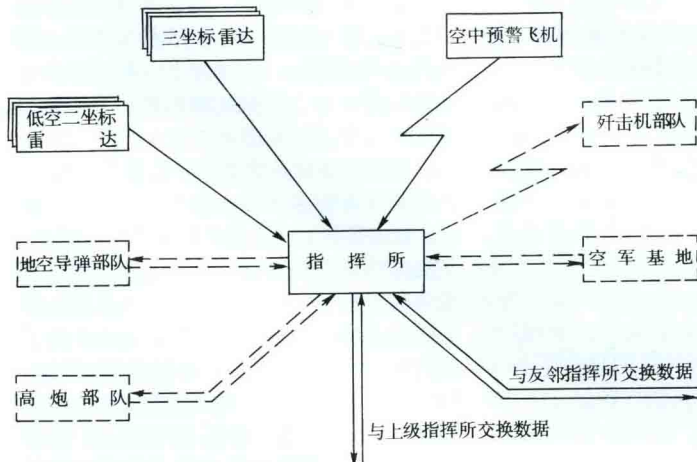 三坐标雷达
空中预警飞机
低空二坐标
雷 达
歼击机部队
地空导弹部队
指 挥 所
空 军 基 地
高 炮 部 队
与友邻指挥所交换数据
与上级指挥所交换数据